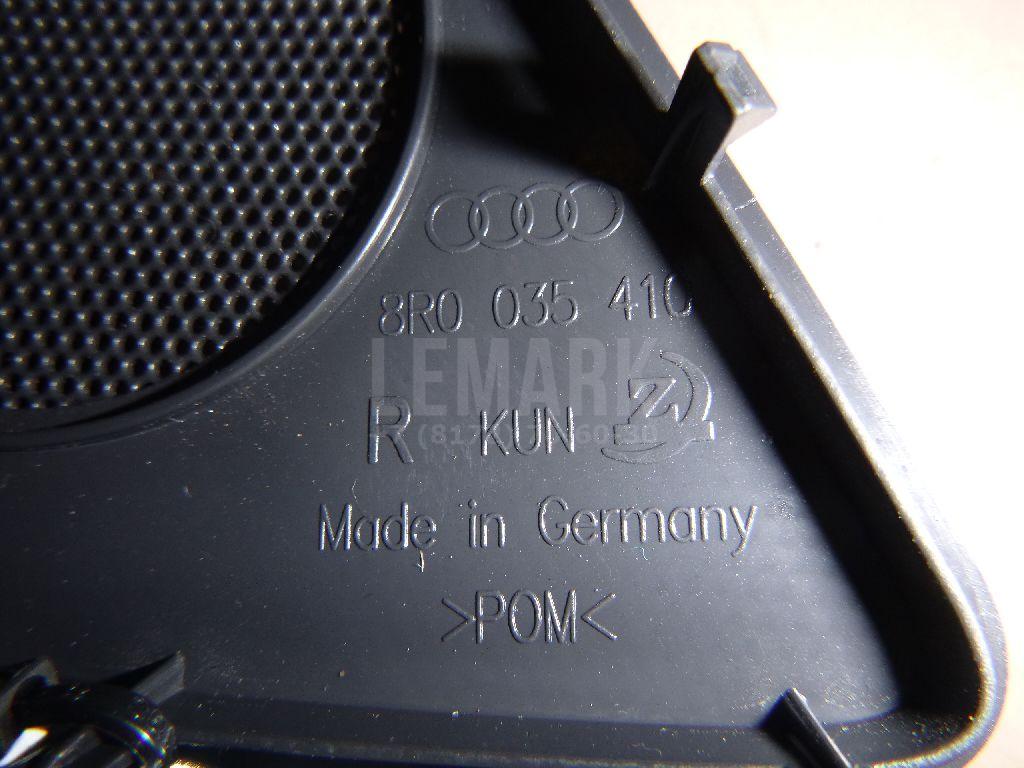 8R0 035 410
LEMARK
R KUN
Made in Germany
>POM<